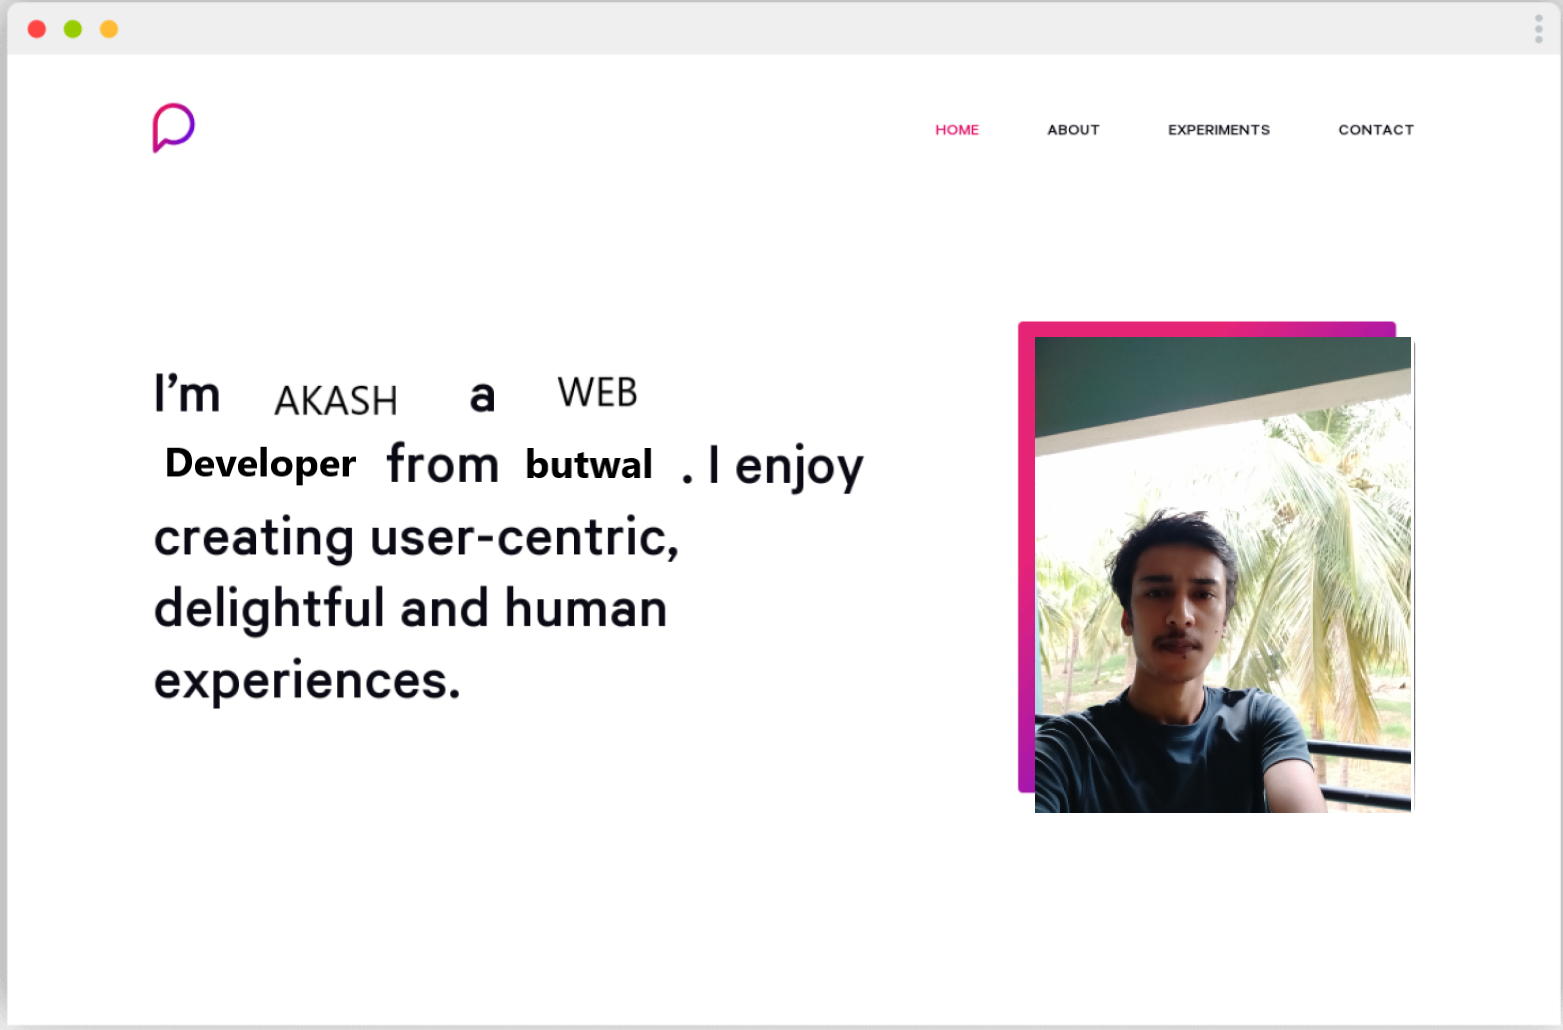 HOME ABOUT EXPERIMENTS CONTACT
I’m AKASH a WEB
Developer from butwal . I enjoy
creating user-centric,
delightful and human
experiences.